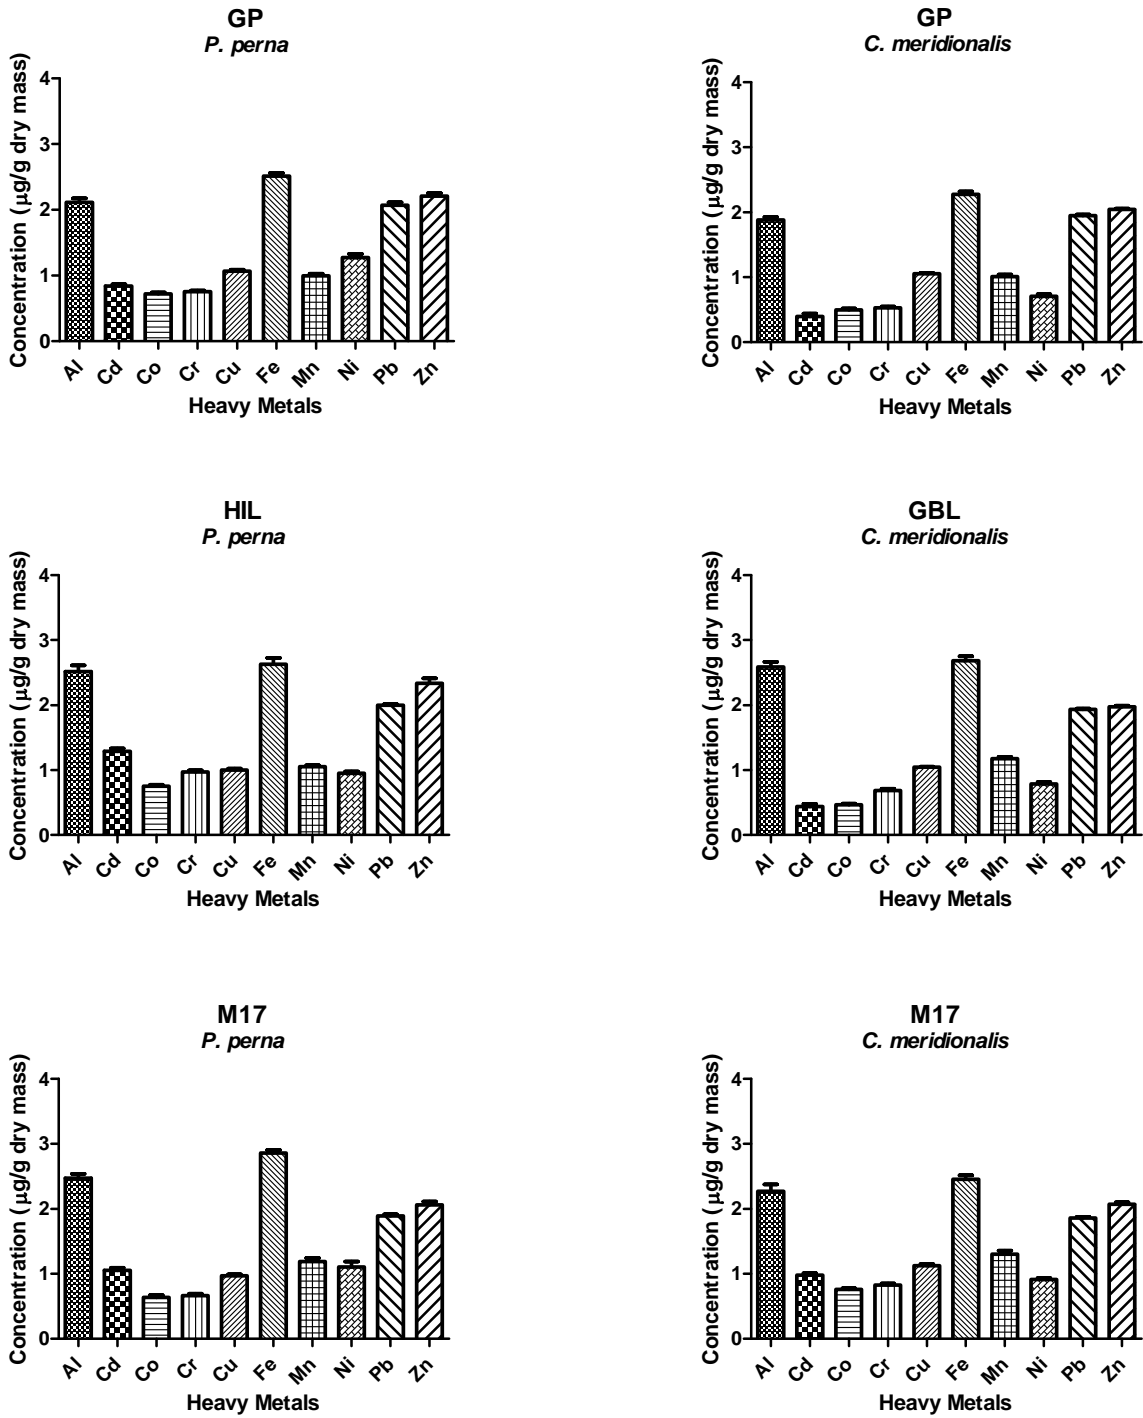 GP
P. perna
Concentration (µg/g dry mass)
4
3
2
1
0
Al Cd Co Cr Cu Fe Mn Ni Pb Zn
Heavy Metals
GP
C. meridionalis
Concentration (µg/g dry mass)
4
3
2
1
0
Al Cd Co Cr Cu Fe Mn Ni Pb Zn
Heavy Metals
HIL
P. perna
Concentration (µg/g dry mass)
4
3
2
1
0
Al Cd Co Cr Cu Fe Mn Ni Pb Zn
Heavy Metals
GBL
C. meridionalis
Concentration (µg/g dry mass)
4
3
2
1
0
Al Cd Co Cr Cu Fe Mn Ni Pb Zn
Heavy Metals
M17
P. perna
Concentration (µg/g dry mass)
4
3
2
1
0
Al Cd Co Cr Cu Fe Mn Ni Pb Zn
Heavy Metals
M17
C. meridionalis
Concentration (µg/g dry mass)
4
3
2
1
0
Al Cd Co Cr Cu Fe Mn Ni Pb Zn
Heavy Metals